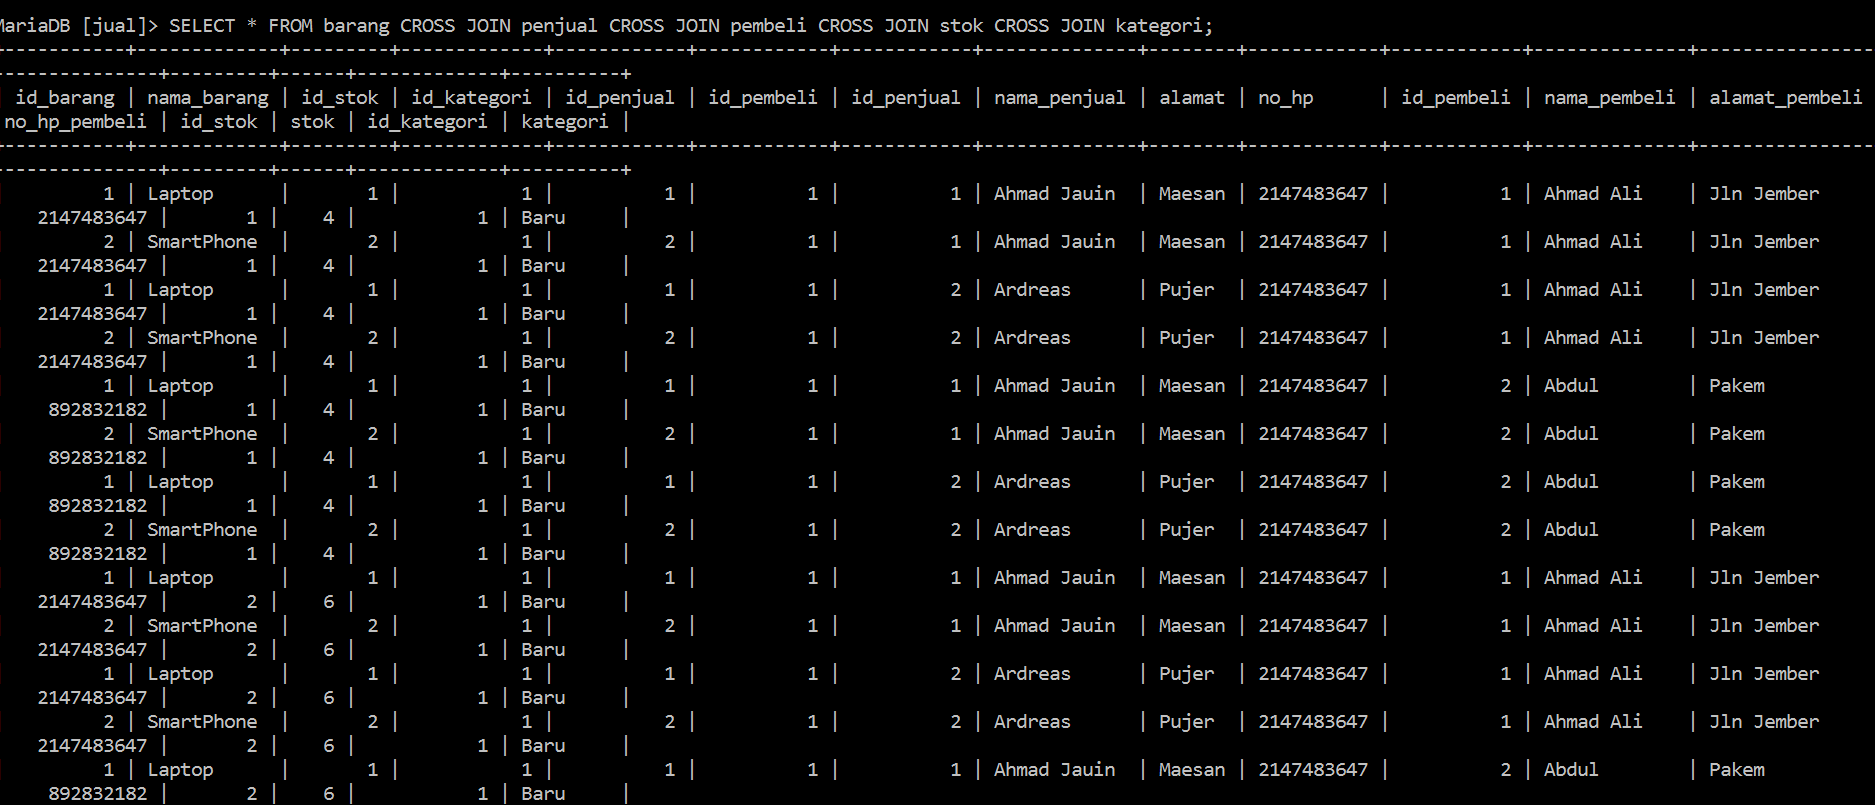 MariaDB [jual]> SELECT * FROM barang CROSS JOIN penjual CROSS JOIN pembeli CROSS JOIN stok CROSS JOIN kategori;
------------+-------------+---------+-------------+------------+------------+------------+--------------+--------+------------+------------+--------------+----------------
---------------+---------+------+-------------+----------+
id_barang | nama_barang | id_stok | id_kategori | id_penjual | id_pembeli | id_penjual | nama_penjual | alamat | no_hp | id_pembeli | nama_pembeli | alamat_pembeli
no_hp_pembeli | id_stok | stok | id_kategori | kategori |
------------+-------------+---------+-------------+------------+------------+------------+--------------+--------+------------+------------+--------------+----------------
---------------+---------+------+-------------+----------+
1 | Laptop | 1 | 1 | 1 | 1 | 1 | Ahmad Jauin | Maesan | 2147483647 | 1 | Ahmad Ali | Jln Jember
2147483647 | 1 | 4 | 1 | Baru |
2 | SmartPhone | 2 | 1 | 2 | 1 | 1 | Ahmad Jauin | Maesan | 2147483647 | 1 | Ahmad Ali | Jln Jember
2147483647 | 1 | 4 | 1 | Baru |
1 | Laptop | 1 | 1 | 1 | 1 | 2 | Ardreas | Pujer | 2147483647 | 1 | Ahmad Ali | Jln Jember
2147483647 | 1 | 4 | 1 | Baru |
2 | SmartPhone | 2 | 1 | 2 | 1 | 2 | Ardreas | Pujer | 2147483647 | 1 | Ahmad Ali | Jln Jember
2147483647 | 1 | 4 | 1 | Baru |
1 | Laptop | 1 | 1 | 1 | 1 | 1 | Ahmad Jauin | Maesan | 2147483647 | 2 | Abdul | Pakem
892832182 | 1 | 4 | 1 | Baru |
2 | SmartPhone | 2 | 1 | 2 | 1 | 1 | Ahmad Jauin | Maesan | 2147483647 | 2 | Abdul | Pakem
892832182 | 1 | 4 | 1 | Baru |
1 | Laptop | 1 | 1 | 1 | 1 | 2 | Ardreas | Pujer | 2147483647 | 2 | Abdul | Pakem
892832182 | 1 | 4 | 1 | Baru |
2 | SmartPhone | 2 | 1 | 2 | 1 | 2 | Ardreas | Pujer | 2147483647 | 2 | Abdul | Pakem
892832182 | 1 | 4 | 1 | Baru |
1 | Laptop | 1 | 1 | 1 | 1 | 1 | Ahmad Jauin | Maesan | 2147483647 | 1 | Ahmad Ali | Jln Jember
2147483647 | 2 | 6 | 1 | Baru |
2 | SmartPhone | 2 | 1 | 2 | 1 | 1 | Ahmad Jauin | Maesan | 2147483647 | 1 | Ahmad Ali | Jln Jember
2147483647 | 2 | 6 | 1 | Baru |
1 | Laptop | 1 | 1 | 1 | 1 | 2 | Ardreas | Pujer | 2147483647 | 1 | Ahmad Ali | Jln Jember
2147483647 | 2 | 6 | 1 | Baru |
2 | SmartPhone | 2 | 1 | 2 | 1 | 2 | Ardreas | Pujer | 2147483647 | 1 | Ahmad Ali | Jln Jember
2147483647 | 2 | 6 | 1 | Baru |
1 | Laptop | 1 | 1 | 1 | 1 | 1 | Ahmad Jauin | Maesan | 2147483647 | 2 | Abdul | Pakem
892832182 | 2 | 6 | 1 | Baru |